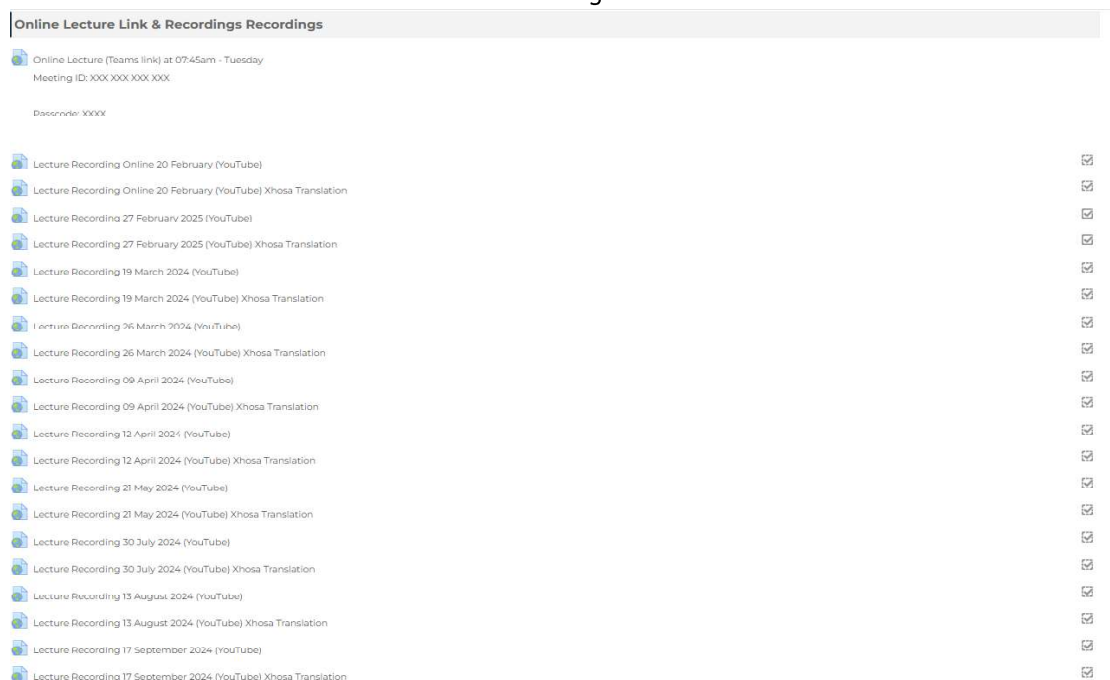 Online Lecture Link & Recordings Recordings
Online Lecture (Teams link) at 07:45am - Tuesday
Meeting ID: XXX XXX XXX XXX
Passcode: XXXX
Lecture Recording Online 20 February (YouTube)
Lecture Recording Online 20 February (YouTube) Xhosa Translation
Lecture Recording 27 February 2025 (YouTube)
Lecture Recording 27 February 2025 (YouTube) Xhosa Translation
Lecture Recording 19 March 2024 (YouTube)
Lecture Recording 19 March 2024 (YouTube) Xhosa Translation
Lecture Recording 26 March 2024 (YouTube)
Lecture Recording 26 March 2024 (YouTube) Xhosa Translation
Lecture Recording 09 April 2024 (YouTube)
Lecture Recording 09 April 2024 (YouTube) Xhosa Translation
Lecture Recording 12 April 2024 (YouTube)
Lecture Recording 12 April 2024 (YouTube) Xhosa Translation
Lecture Recording 21 May 2024 (YouTube)
Lecture Recording 21 May 2024 (YouTube) Xhosa Translation
Lecture Recording 30 July 2024 (YouTube)
Lecture Recording 30 July 2024 (YouTube) Xhosa Translation
Lecture Recording 13 August 2024 (YouTube)
Lecture Recording 13 August 2024 (YouTube) Xhosa Translation
Lecture Recording 17 September 2024 (YouTube)
Lecture Recording 17 September 2024 (YouTube) Xhosa Translation